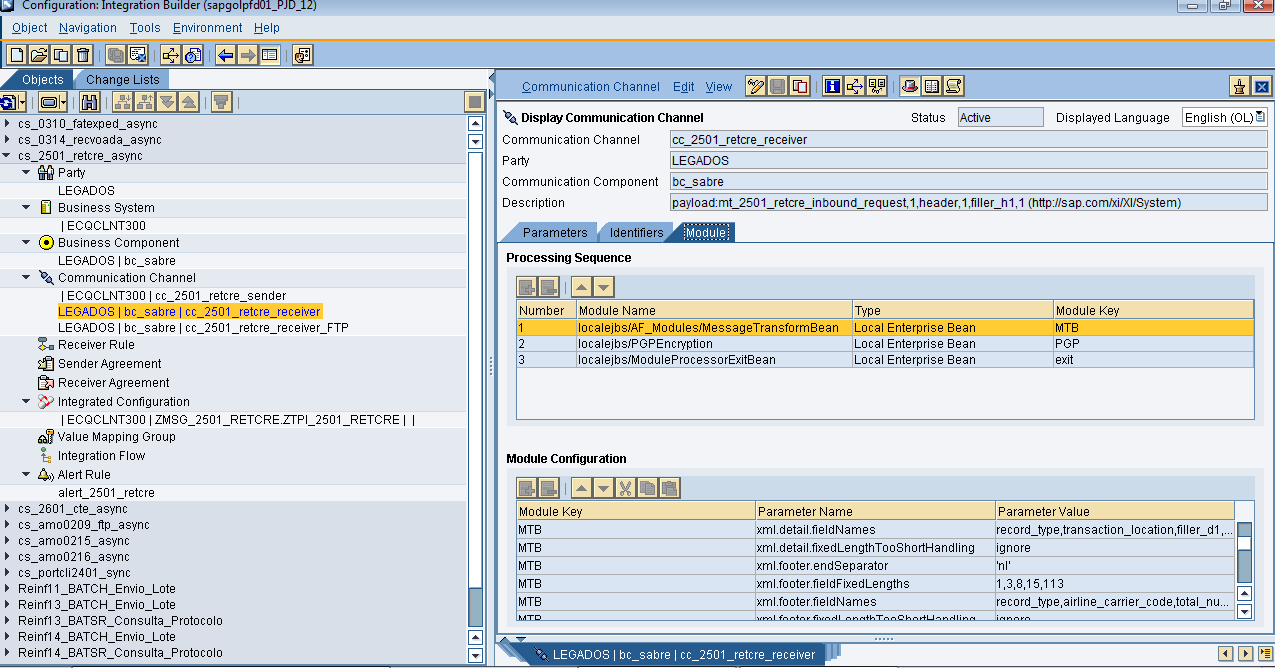 Configuration: Integration Builder (sapgolpfd01_PJD_12)
Object Navigation Tools Environment Help
Objects Change Lists
cs_0310_fatexped_async
cs_0314_recvoada_async
cs_2501_retcre_async
Party
LEGADOS
Business System
| ECQCLNT300
Business Component
LEGADOS | bc_sabre
Communication Channel
| ECQCLNT300 | cc_2501_retcre_sender
LEGADOS | bc_sabre | cc_2501_retcre_receiver
LEGADOS | bc_sabre | cc_2501_retcre_receiver_FTP
Receiver Rule
Sender Agreement
Receiver Agreement
Integrated Configuration
| ECQCLNT300 | ZMSG_2501_RETCRE.ZTPI_2501_RETCRE | |
Value Mapping Group
Integration Flow
Alert Rule
alert_2501_retcre
cs_2601_cte_async
cs_amo0209_ftp_async
cs_amo0215_async
cs_amo0216_async
cs_portcli2401_sync
Reinf11_BATCH_Envio_Lote
Reinf13_BATCH_Envio_Lote
Reinf13_BATSR_Consulta_Protocolo
Reinf14_BATCH_Envio_Lote
Reinf14_BATSR_Consulta_Protocolo
Communication Channel Edit View
Display Communication Channel Status Active Displayed Language English (OL)
Communication Channel cc_2501_retcre_receiver
Party LEGADOS
Communication Component bc_sabre
Description payload:mt_2501_retcre_inbound_request,1,header,1,filler_h1,1 (http://sap.com/xi/XI/System)
Parameters Identifiers Module
Processing Sequence
Number Module Name Type Module Key
1 localejbs/AF_Modules/MessageTransformBean Local Enterprise Bean MTB
2 localejbs/PGPEncryption Local Enterprise Bean PGP
3 localejbs/ModuleProcessorExitBean Local Enterprise Bean exit
Module Configuration
Module Key Parameter Name Parameter Value
MTB xml.detail.fieldNames record_type,transaction_location,filler_d1,...
MTB xml.detail.fixedLengthTooShortHandling ignore
MTB xml.footer.endSeparator 'nl'
MTB xml.footer.fieldFixedLengths 1,3,8,15,113
MTB xml.footer.fieldNames record_type,airline_carrier_code,total_nu...
MTB xml.footer.fixedLengthTooShortHandling ignore
LEGADOS | bc_sabre | cc_2501_retcre_receiver